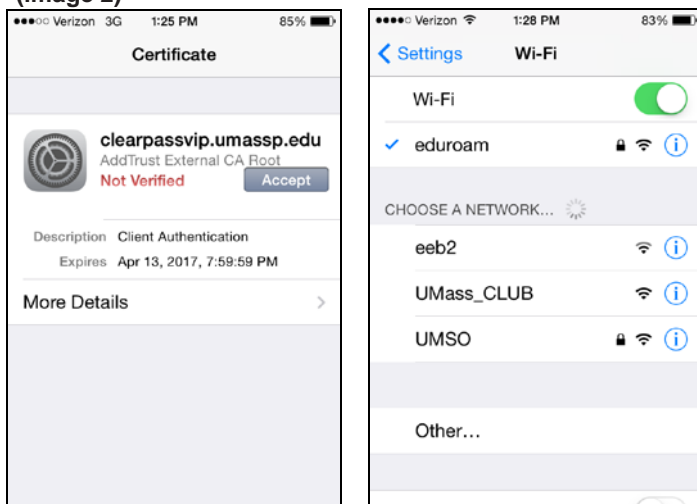 (Image 2)
Verizon 3G 1:25 PM 85%
Certificate
clearpassvip.umassp.edu
AddTrust External CA Root
Not Verified Accept
Description Client Authentication
Expires Apr 13, 2017, 7:59:59 PM
More Details
Verizon 1:28 PM 83%
Settings Wi-Fi
Wi-Fi
eduroam
CHOOSE A NETWORK...
eeb2
UMass_CLUB
UMSO
Other...